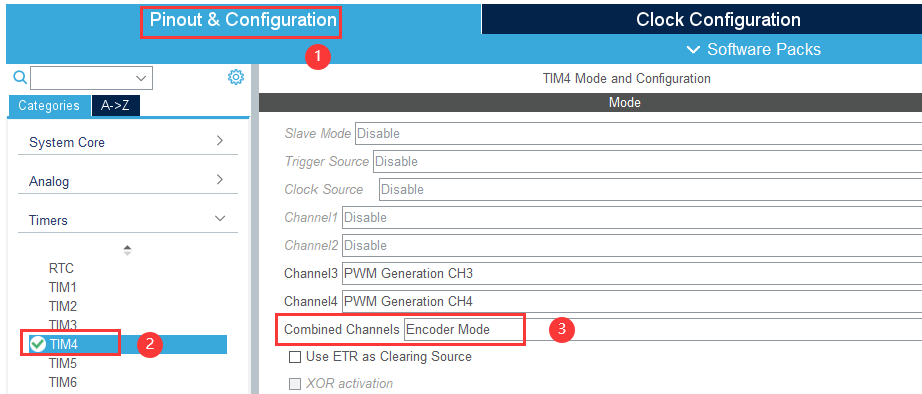 Pinout & Configuration
Clock Configuration
1
Software Packs
TIM4 Mode and Configuration
Categories
A->Z
Mode
System Core
Slave Mode Disable
Trigger Source Disable
Analog
Clock Source Disable
Channel1 Disable
Timers
Channel2 Disable
RTC
Channel3 PWM Generation CH3
TIM1
TIM2
Channel4 PWM Generation CH4
TIM3
Combined Channels Encoder Mode
3
TIM4
2
Use ETR as Clearing Source
TIM5
TIM6
XOR activation